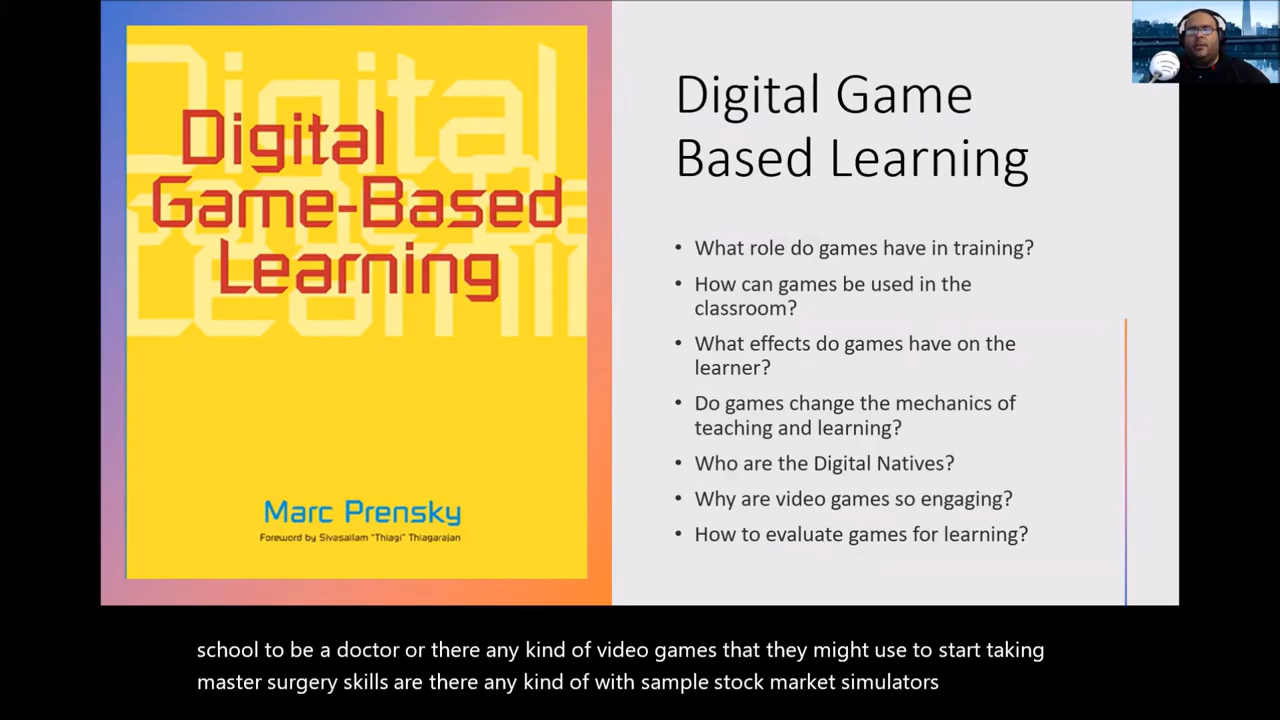 Digital
Game-Based
Learning
Marc Prensky
Foreword by Sivasailam "Thiagi" Thiagarajan
Digital Game
Based Learning
• What role do games have in training?
• How can games be used in the
classroom?
• What effects do games have on the
learner?
• Do games change the mechanics of
teaching and learning?
• Who are the Digital Natives?
• Why are video games so engaging?
• How to evaluate games for learning?
school to be a doctor or there any kind of video games that they might use to start taking
master surgery skills are there any kind of with sample stock market simulators